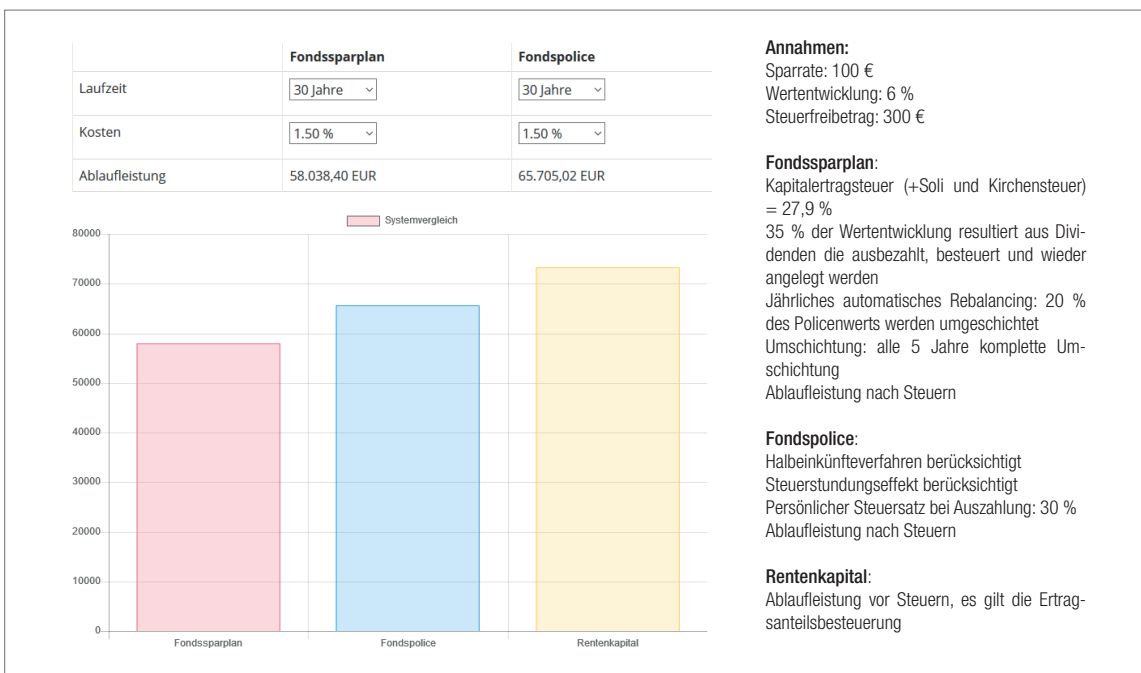 Fondssparplan Fondspolice
Laufzeit 30 Jahre 30 Jahre
Kosten 1.50 % 1.50 %
Ablaufleistung 58.038,40 EUR 65.705,02 EUR
Systemvergleich
80000
70000
60000
50000
40000
30000
20000
10000
0
Fondssparplan Fondspolice Rentenkapital
Annahmen:
Sparrate: 100 €
Wertentwicklung: 6 %
Steuerfreibetrag: 300 €
Fondssparplan:
Kapitalertragsteuer (+Soli und Kirchensteuer)
= 27,9 %
35 % der Wertentwicklung resultiert aus Divi-
denden die ausbezahlt, besteuert und wieder
angelegt werden
Jährliches automatisches Rebalancing: 20 %
des Policenwerts werden umgeschichtet
Umschichtung: alle 5 Jahre komplette Um-
schichtung
Ablaufleistung nach Steuern
Fondspolice:
Halbeinkünfteverfahren berücksichtigt
Steuerstundungseffekt berücksichtigt
Persönlicher Steuersatz bei Auszahlung: 30 %
Ablaufleistung nach Steuern
Rentenkapital:
Ablaufleistung vor Steuern, es gilt die Ertrag-
santeilsbesteuerung